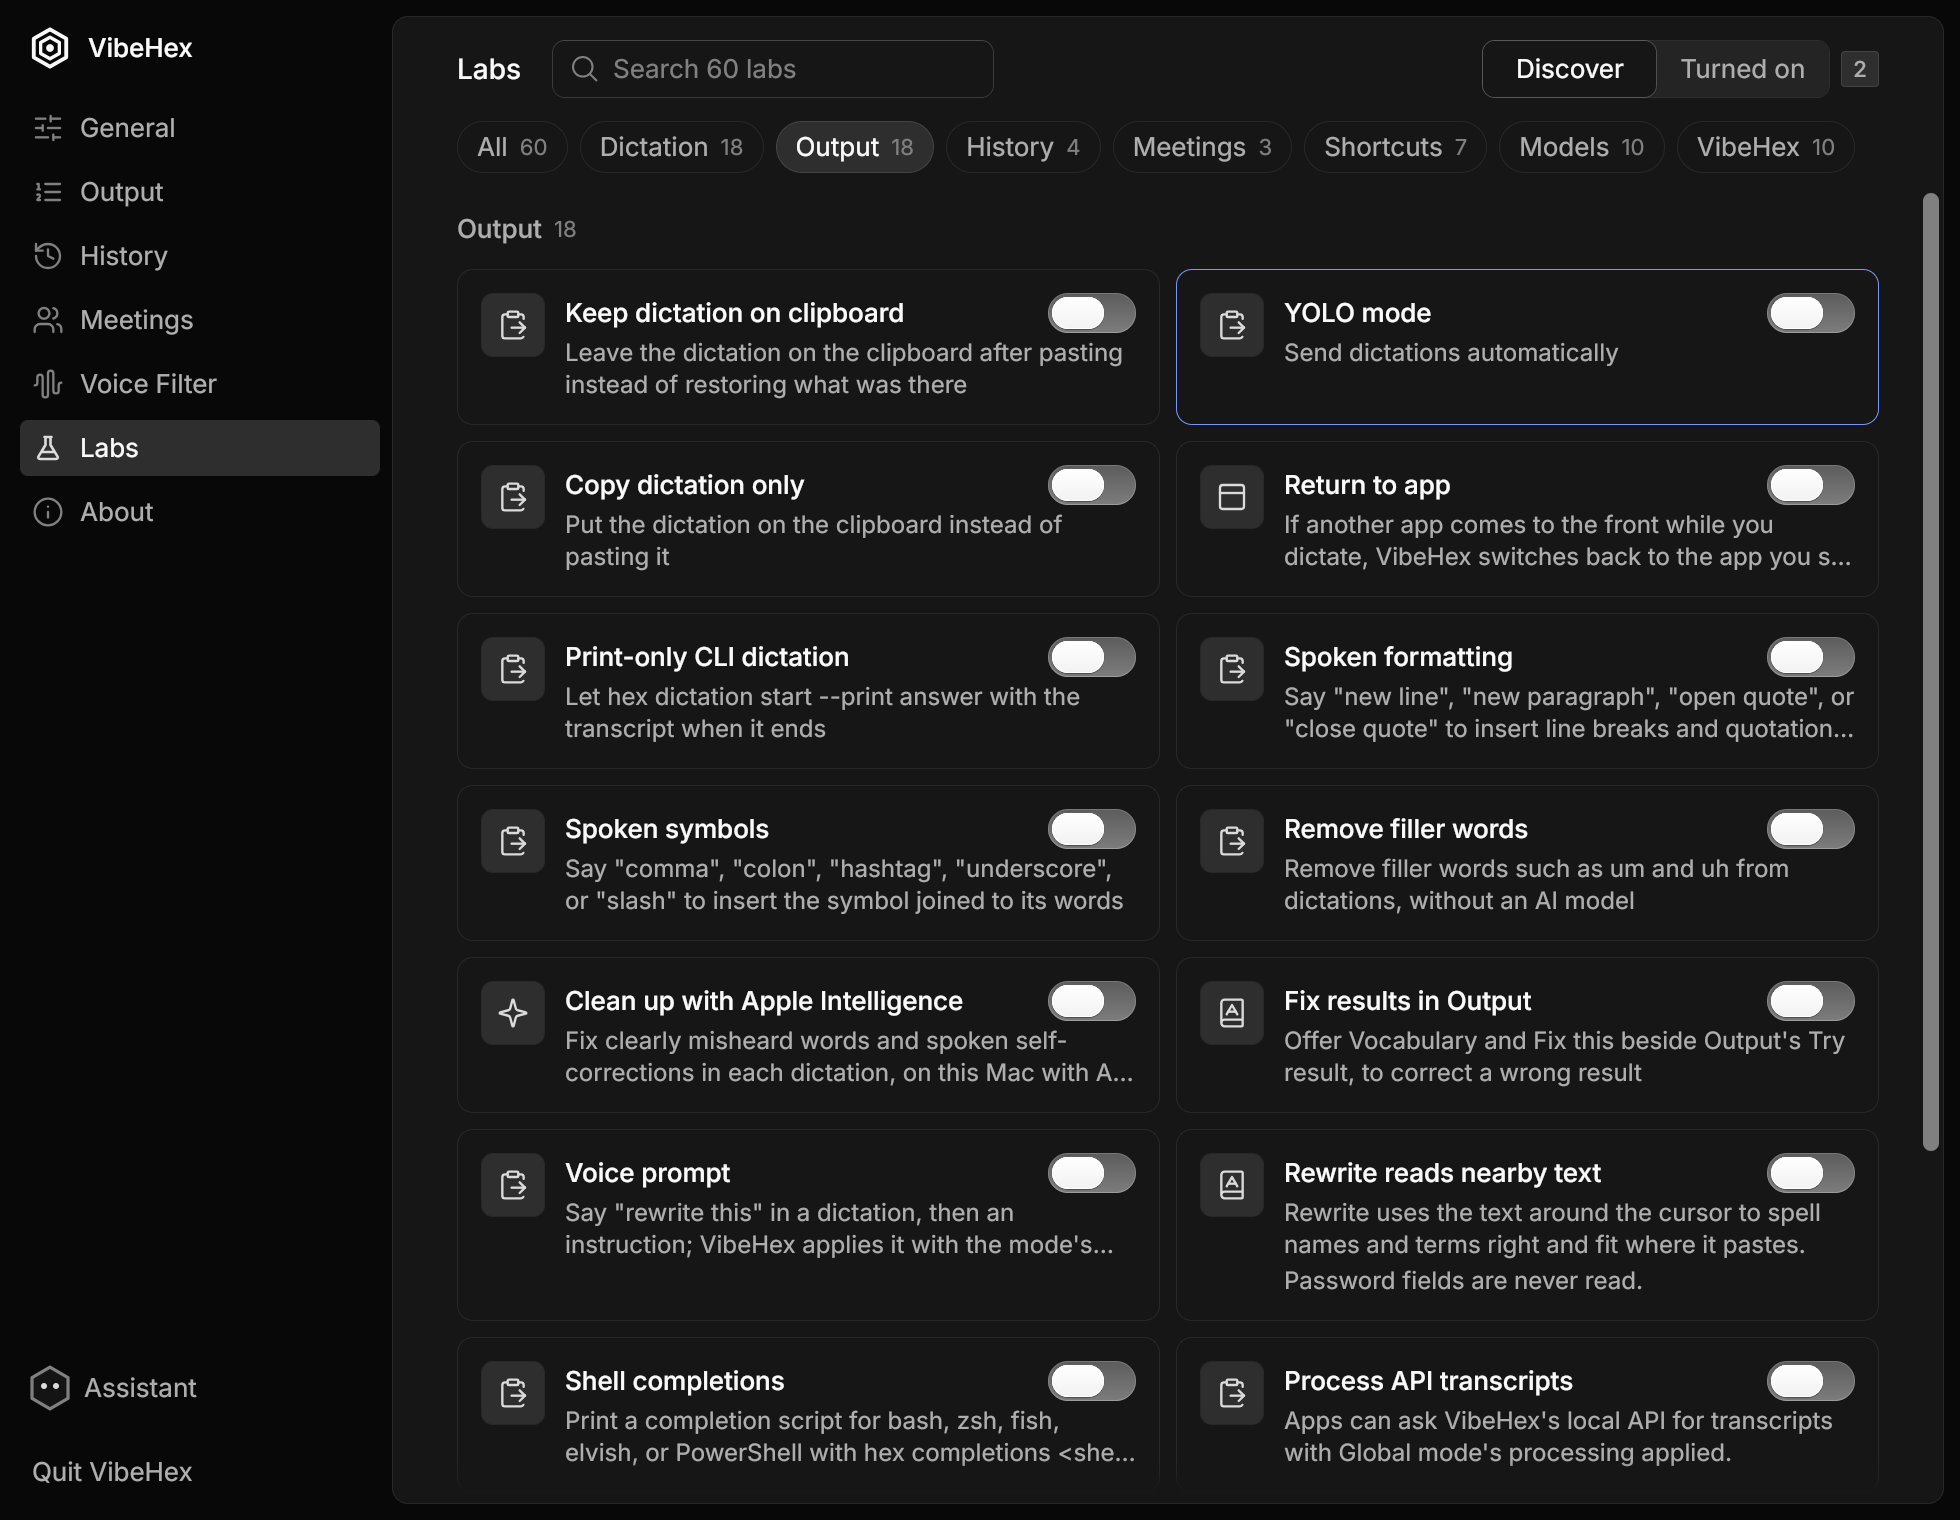 VibeHex
General
Output
History
Meetings
Voice Filter
Labs
About
Assistant
Quit VibeHex
Labs
Search 60 labs
Discover
Turned on
2
All 60
Dictation 18
Output 18
History 4
Meetings 3
Shortcuts 7
Models 10
VibeHex 10
Output 18
Keep dictation on clipboard
Leave the dictation on the clipboard after pasting
instead of restoring what was there
YOLO mode
Send dictations automatically
Copy dictation only
Put the dictation on the clipboard instead of
pasting it
Return to app
If another app comes to the front while you
dictate, VibeHex switches back to the app you s...
Print-only CLI dictation
Let hex dictation start --print answer with the
transcript when it ends
Spoken formatting
Say "new line", "new paragraph", "open quote", or
"close quote" to insert line breaks and quotation...
Spoken symbols
Say "comma", "colon", "hashtag", "underscore",
or "slash" to insert the symbol joined to its words
Remove filler words
Remove filler words such as um and uh from
dictations, without an AI model
Clean up with Apple Intelligence
Fix clearly misheard words and spoken self-
corrections in each dictation, on this Mac with A...
Fix results in Output
Offer Vocabulary and Fix this beside Output's Try
result, to correct a wrong result
Voice prompt
Say "rewrite this" in a dictation, then an
instruction; VibeHex applies it with the mode's...
Rewrite reads nearby text
Rewrite uses the text around the cursor to spell
names and terms right and fit where it pastes.
Password fields are never read.
Shell completions
Print a completion script for bash, zsh, fish,
elvish, or PowerShell with hex completions <she...
Process API transcripts
Apps can ask VibeHex's local API for transcripts
with Global mode's processing applied.